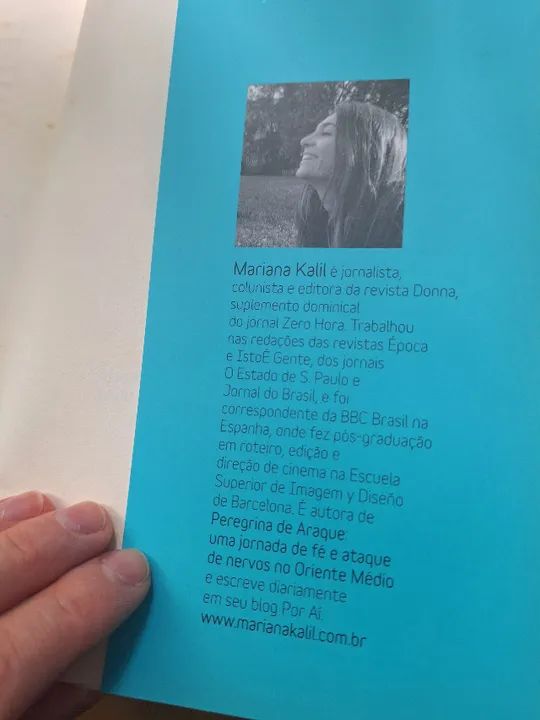 Mariana Kalil é jornalista,
colunista e editora da revista Donna,
suplemento dominical
do jornal Zero Hora. Trabalhou
nas redações das revistas Época
e IstoÉ Gente, dos jornais
O Estado de S. Paulo e
Jornal do Brasil, e foi
correspondente da BBC Brasil na
Espanha, onde fez pós-graduação
em roteiro, edição e
direção de cinema na Escuela
Superior de Imagem y Diseño
de Barcelona. É autora de
Peregrina de Araque:
uma jornada de fé e ataque
de nervos no Oriente Médio
e escreve diariamente
em seu blog Por Aí.
www.marianakalil.com.br